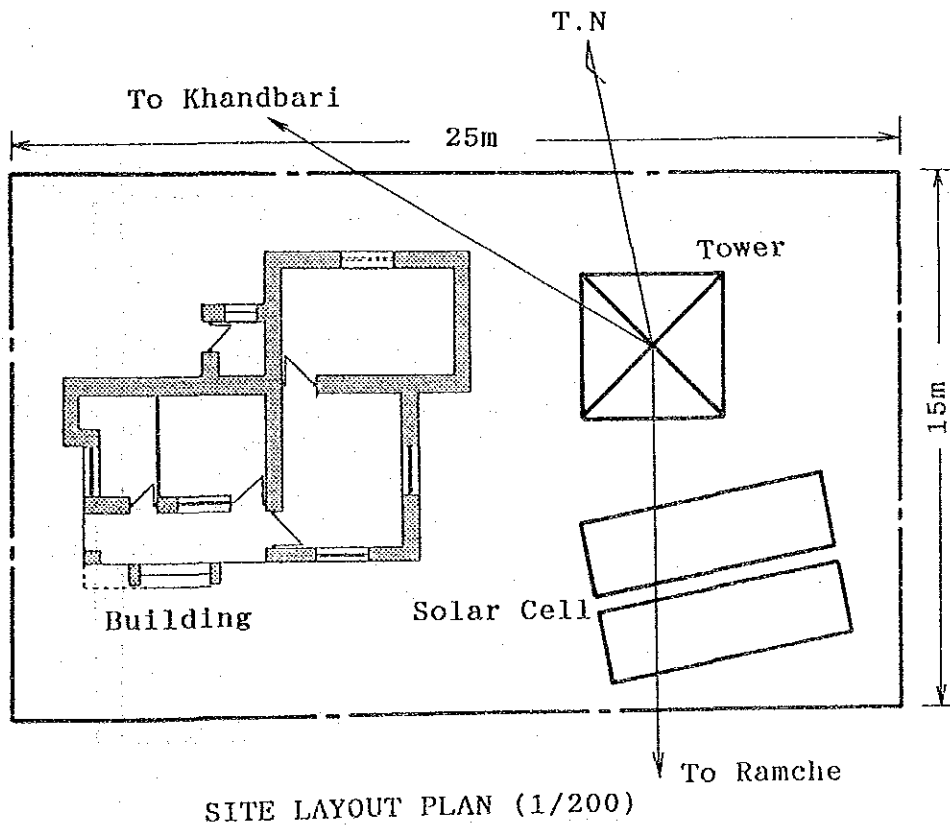 T.N
To Khandbari
25m
Tower
15m
Solar Cell
Building
To Ramche
SITE LAYOUT PLAN (1/200)